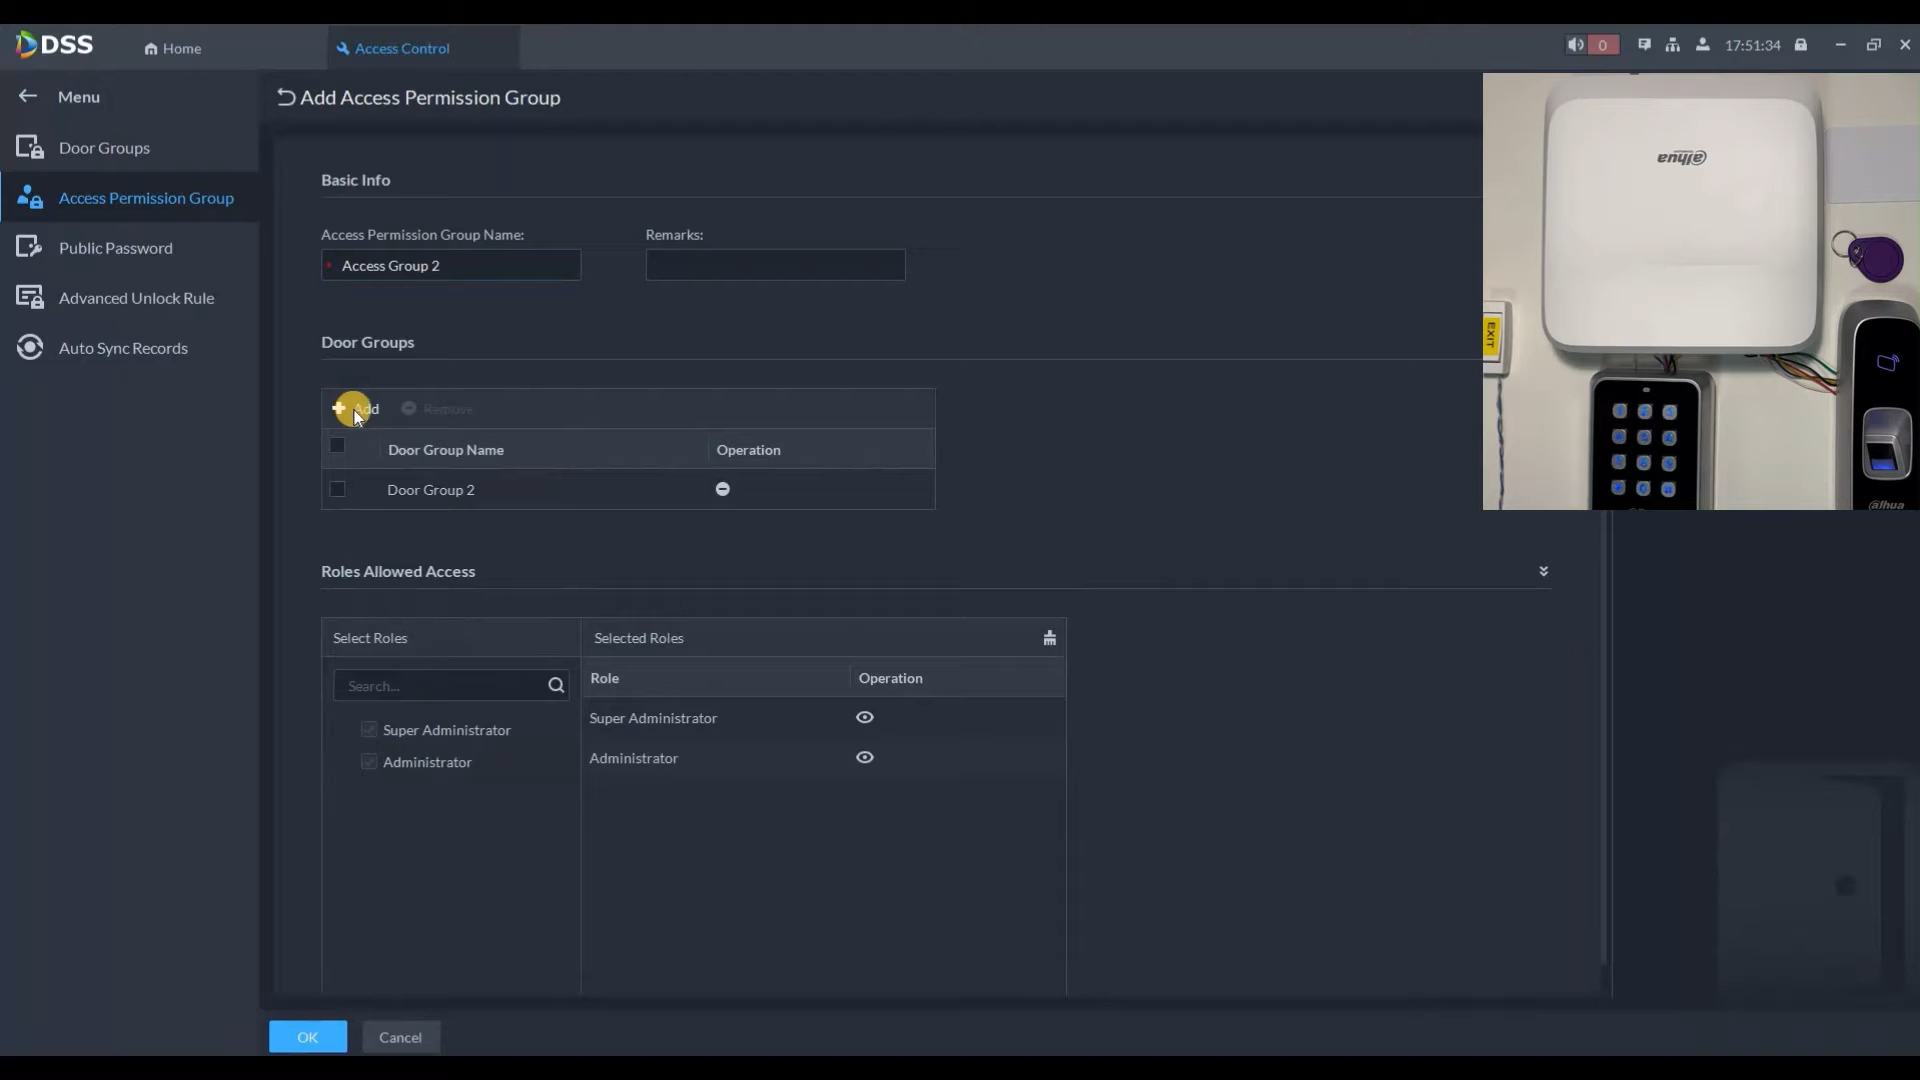 DSS
Home
Access Control
0
17:51:34
Menu
Add Access Permission Group
Door Groups
Access Permission Group
Public Password
Advanced Unlock Rule
Auto Sync Records
Basic Info
Access Permission Group Name:
Remarks:
* Access Group 2
Door Groups
Add
Remove
Door Group Name
Operation
Door Group 2
Roles Allowed Access
Select Roles
Selected Roles
Search...
Role
Operation
Super Administrator
Administrator
Super Administrator
Administrator
OK
Cancel
alhua
EXIT
alhua